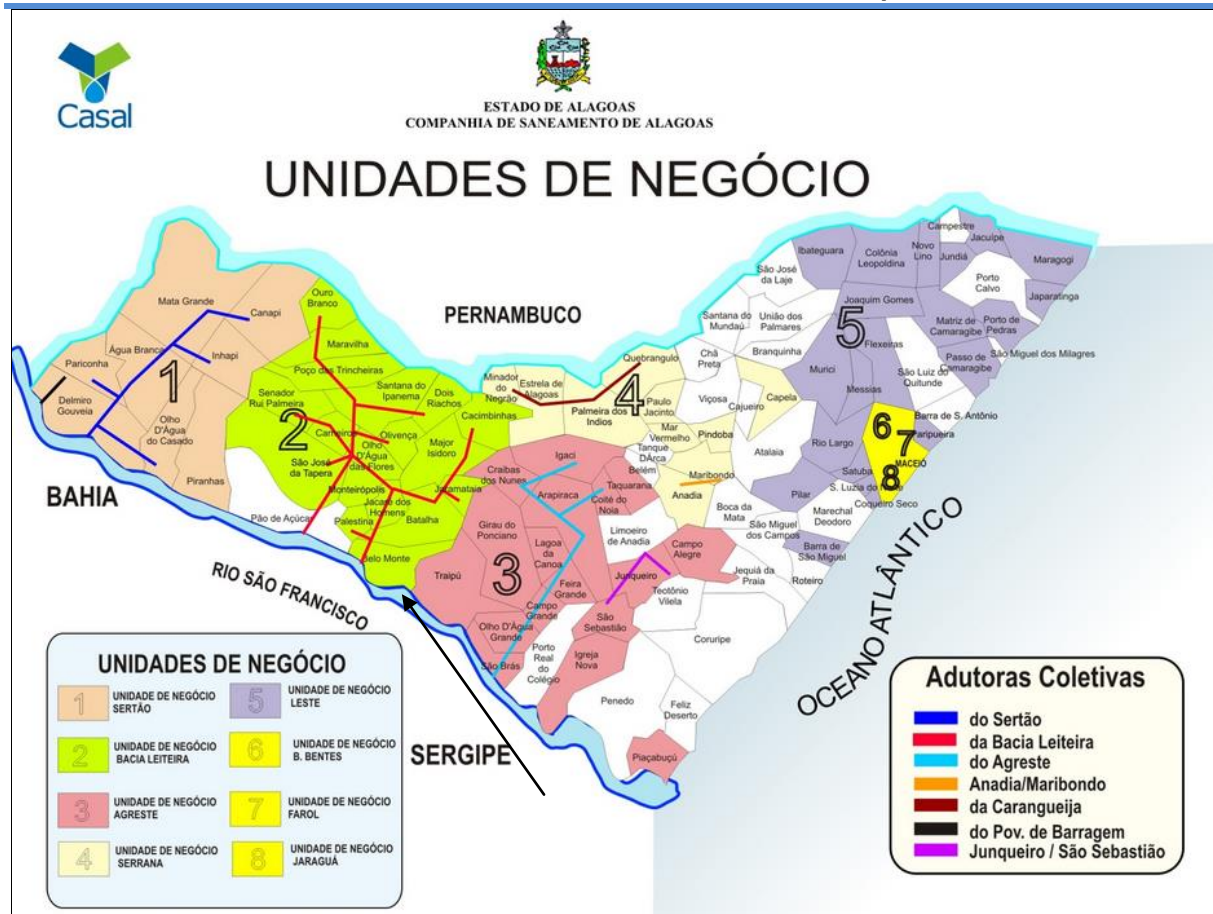 Casal
ESTADO DE ALAGOAS
COMPANHIA DE SANEAMENTO DE ALAGOAS
UNIDADES DE NEGÓCIO
PERNAMBUCO
BAHIA
SERGIPE
RIO SÃO FRANCISCO
OCEANO ATLÂNTICO
1
Mata Grande
Canapi
Água Branca
Inhapi
Pariconha
Delmiro
Gouveia
Olho
D'Água
do Casado
Piranhas
2
Ouro
Branco
Maravilha
Poço das Trincheiras
Senador
Rui Palmeira
Santana do
Ipanema
Dois
Riachos
Cacimbinhas
Carneiros
Olivença
Olho
D'Água
das Flores
Major
Isidoro
São José
da Tapera
Monteirópolis
Jacaré dos
Homens
Jaramataia
Pão de Açúcar
Palestina
Batalha
Belo Monte
3
Igaci
Craibas
dos Nunes
Arapiraca
Taquarana
Coité do
Noia
Girau do
Ponciano
Lagoa
da
Canoa
Limoeiro
de Anadia
Campo
Alegre
Traipú
Feira
Grande
Junqueiro
Campo
Grande
Teotônio
Vilela
Olho D'Água
Grande
São
Sebastião
São Brás
Porto
Real
do
Colégio
Igreja
Nova
Coruripe
Penedo
Feliz
Deserto
Piaçabuçú
4
Minador
do
Negrão
Estrela de
Alagoas
Quebrangulo
Palmeira dos
Indios
Paulo
Jacinto
Mar
Vermelho
Pindoba
Tanque
DÁrca
Belém
Maribondo
Anadia
Viçosa
Cajueiro
Capela
Chã
Preta
Branquinha
Santana do
Mundaú
União dos
Palmares
São José
da Laje
Atalaia
Boca da
Mata
São Miguel
dos Campos
Jequiá da
Praia
Roteiro
Marechal
Deodoro
Barra de
São Miguel
5
Ibateguara
Colônia
Leopoldina
Novo
Lino
Campestre
Jundiá
Jacuípe
Maragogi
Porto
Calvo
Japaratinga
Joaquim Gomes
Matriz de
Camaragibe
Porto de
Pedras
Flexeiras
Passo de
Camaragibe
São Miguel dos Milagres
São Luiz do
Quitunde
Murici
Messias
Barra de S. Antônio
Paripueira
Rio Largo
Satuba
Pilar
Coqueiro Seco
6
7
MACEIÓ
8
UNIDADES DE NEGÓCIO
1 UNIDADE DE NEGÓCIO
SERTÃO
2 UNIDADE DE NEGÓCIO
BACIA LEITEIRA
3 UNIDADE DE NEGÓCIO
AGRESTE
4 UNIDADE DE NEGÓCIO
SERRANA
5 UNIDADE DE NEGÓCIO
LESTE
6 UNIDADE DE NEGÓCIO
B. BENTES
7 UNIDADE DE NEGÓCIO
FAROL
8 UNIDADE DE NEGÓCIO
JARAGUÁ
Adutoras Coletivas
do Sertão
da Bacia Leiteira
do Agreste
Anadia/Maribondo
da Carangueija
do Pov. de Barragem
Junqueiro / São Sebastião